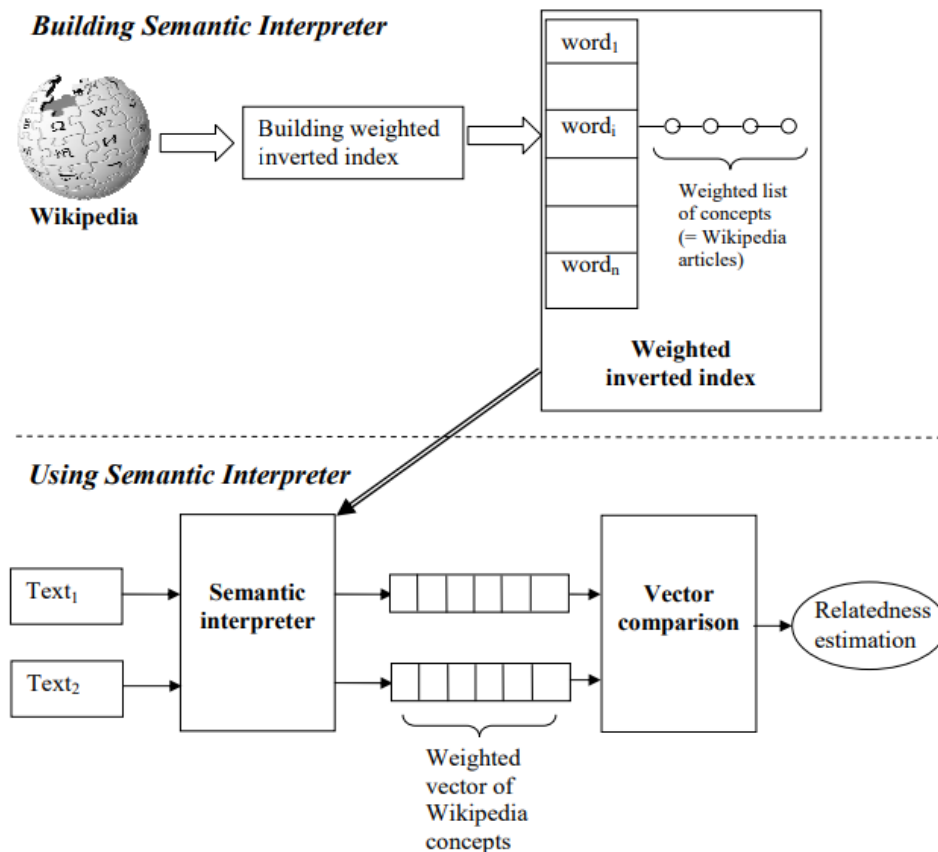 Building Semantic Interpreter
word₁
Building weighted
inverted index
wordᵢ
Wikipedia
Weighted list
of concepts
(= Wikipedia
articles)
wordₙ
Weighted
inverted index
Using Semantic Interpreter
Text₁
Semantic
interpreter
Vector
comparison
Relatedness
estimation
Text₂
Weighted
vector of
Wikipedia
concepts